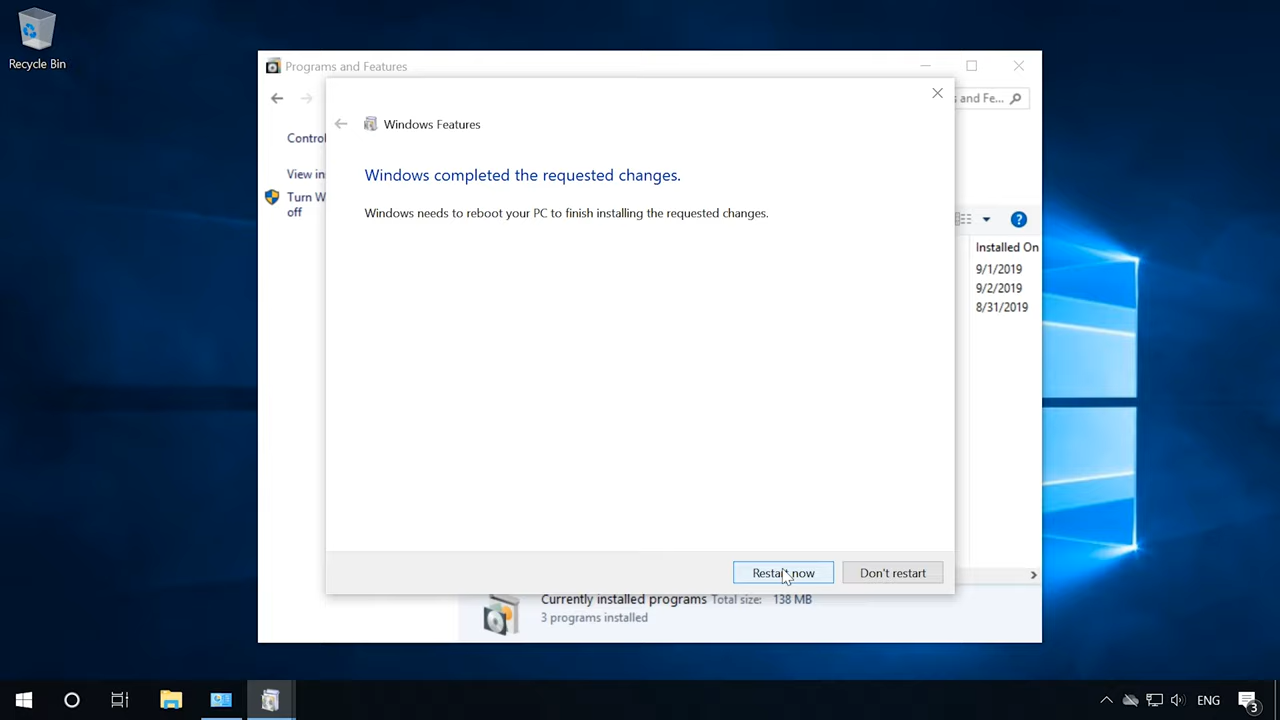 Recycle Bin
Programs and Features
s and Fe...
Control
View in
Turn W
off
Windows Features
Windows completed the requested changes.
Windows needs to reboot your PC to finish installing the requested changes.
Installed On
9/1/2019
9/2/2019
8/31/2019
Restart now
Don't restart
Currently installed programs Total size: 138 MB
3 programs installed
ENG
3